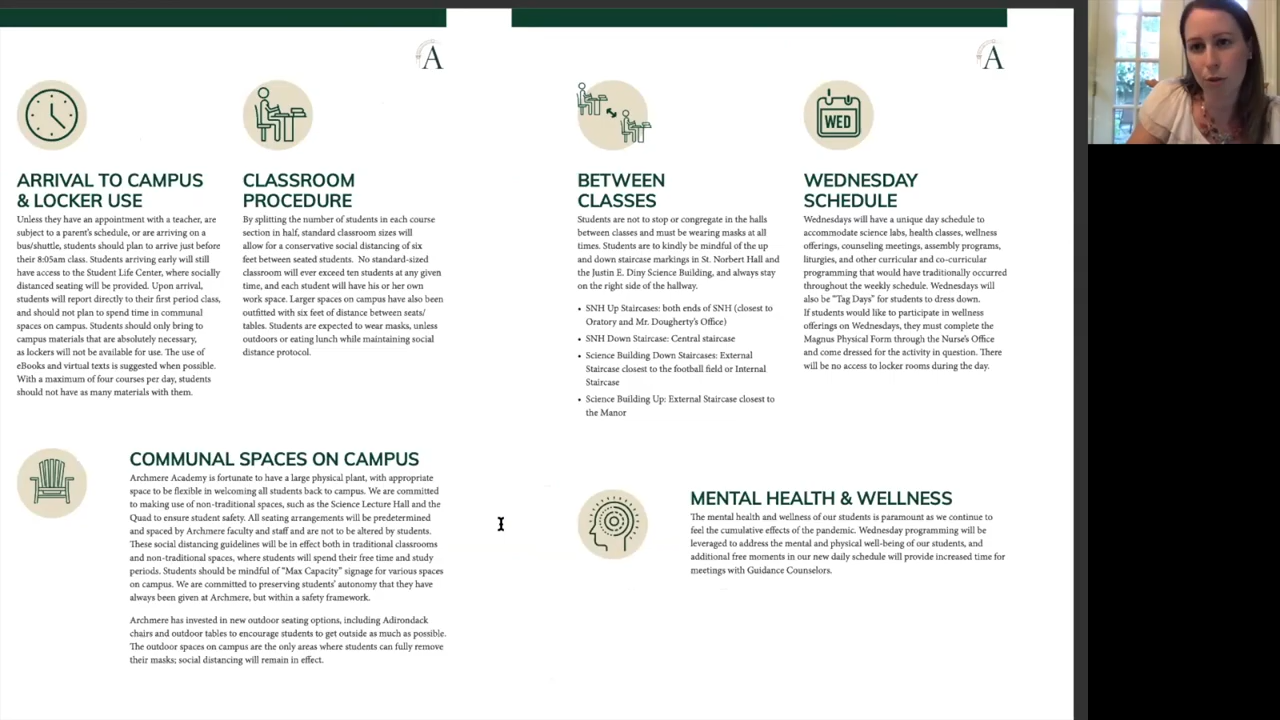 A
ARRIVAL TO CAMPUS
& LOCKER USE
Unless they have an appointment with a teacher, are
subject to a parent's schedule, or are arriving on a
bus/shuttle, students should plan to arrive just before
their 8:05am class. Students arriving early will still
have access to the Student Life Center, where socially
distanced seating will be provided. Upon arrival,
students will report directly to their first period class,
and should not plan to spend time in communal
spaces on campus. Students should only bring to
campus materials that are absolutely necessary,
as lockers will not be available for use. The use of
eBooks and virtual texts is suggested when possible.
With a maximum of four courses per day, students
should not have as many materials with them.
CLASSROOM
PROCEDURE
By splitting the number of students in each course
section in half, standard classroom sizes will
allow for a conservative social distancing of six
feet between seated students. No standard-sized
classroom will ever exceed ten students at any given
time, and each student will have his or her own
work space. Larger spaces on campus have also been
outfitted with six feet of distance between seats/
tables. Students are expected to wear masks, unless
outdoors or eating lunch while maintaining social
distance protocol.
COMMUNAL SPACES ON CAMPUS
Archmere Academy is fortunate to have a large physical plant, with appropriate
space to be flexible in welcoming all students back to campus. We are committed
to making use of non-traditional spaces, such as the Science Lecture Hall and the
Quad to ensure student safety. All seating arrangements will be predetermined
and spaced by Archmere faculty and staff and are not to be altered by students.
These social distancing guidelines will be in effect both in traditional classrooms
and non-traditional spaces, where students will spend their free time and study
periods. Students should be mindful of "Max Capacity" signage for various spaces
on campus. We are committed to preserving students' autonomy that they have
always been given at Archmere, but within a safety framework.
Archmere has invested in new outdoor seating options, including Adirondack
chairs and outdoor tables to encourage students to get outside as much as possible.
The outdoor spaces on campus are the only areas where students can fully remove
their masks; social distancing will remain in effect.
A
BETWEEN
CLASSES
Students are not to stop or congregate in the halls
between classes and must be wearing masks at all
times. Students are to kindly be mindful of the up
and down staircase markings in St. Norbert Hall and
the Justin E. Diny Science Building, and always stay
on the right side of the hallway.
• SNH Up Staircases: both ends of SNH (closest to
Oratory and Mr. Dougherty's Office)
• SNH Down Staircase: Central staircase
• Science Building Down Staircases: External
Staircase closest to the football field or Internal
Staircase
• Science Building Up: External Staircase closest to
the Manor
WED
WEDNESDAY
SCHEDULE
Wednesdays will have a unique day schedule to
accommodate science labs, health classes, wellness
offerings, counseling meetings, assembly programs,
liturgies, and other curricular and co-curricular
programming that would have traditionally occurred
throughout the weekly schedule. Wednesdays will
also be "Tag Days" for students to dress down.
If students would like to participate in wellness
offerings on Wednesdays, they must complete the
Magnus Physical Form through the Nurse's Office
and come dressed for the activity in question. There
will be no access to locker rooms during the day.
MENTAL HEALTH & WELLNESS
The mental health and wellness of our students is paramount as we continue to
feel the cumulative effects of the pandemic. Wednesday programming will be
leveraged to address the mental and physical well-being of our students, and
additional free moments in our new daily schedule will provide increased time for
meetings with Guidance Counselors.